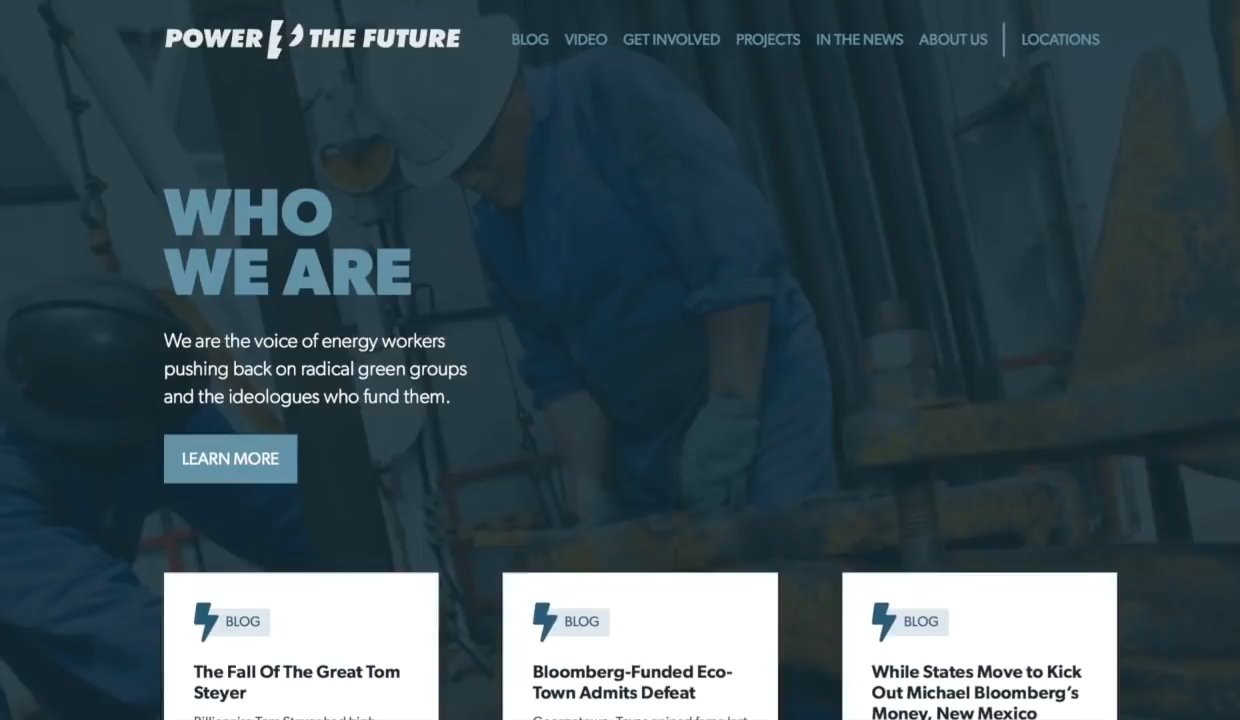 POWER THE FUTURE
BLOG VIDEO GET INVOLVED PROJECTS IN THE NEWS ABOUT US LOCATIONS
WHO
WE ARE
We are the voice of energy workers
pushing back on radical green groups
and the ideologues who fund them.
LEARN MORE
BLOG
The Fall Of The Great Tom
Steyer
BLOG
Bloomberg-Funded Eco-
Town Admits Defeat
BLOG
While States Move to Kick
Out Michael Bloomberg's
Money, New Mexico